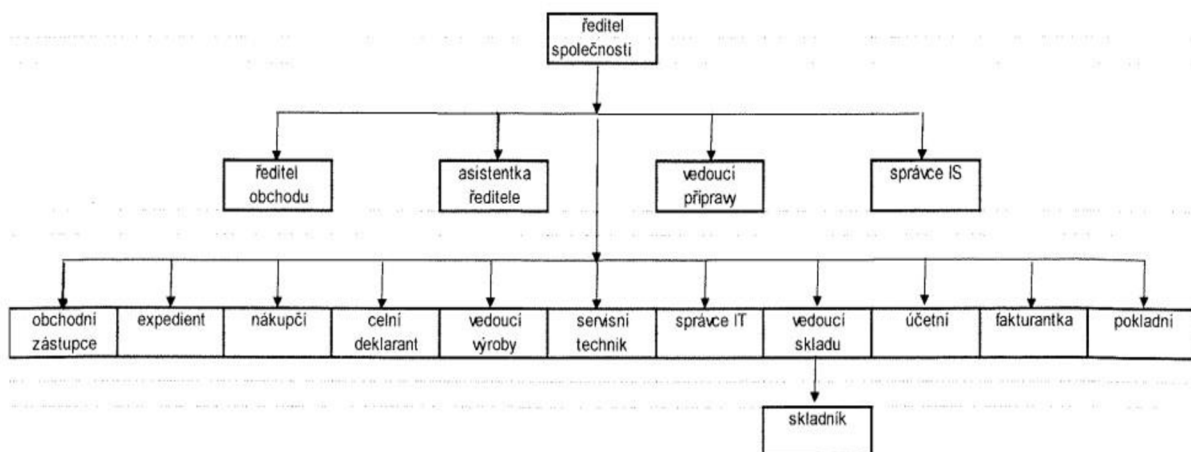 ředitel
společnosti
ředitel
obchodu
asistentka
ředitele
vedoucí
přípravy
správce IS
obchodní
zástupce
expedient
nákupčí
celní
deklarant
vedoucí
výroby
servisní
technik
správce IT
vedoucí
skladu
účetní
fakturantka
pokladní
skladník